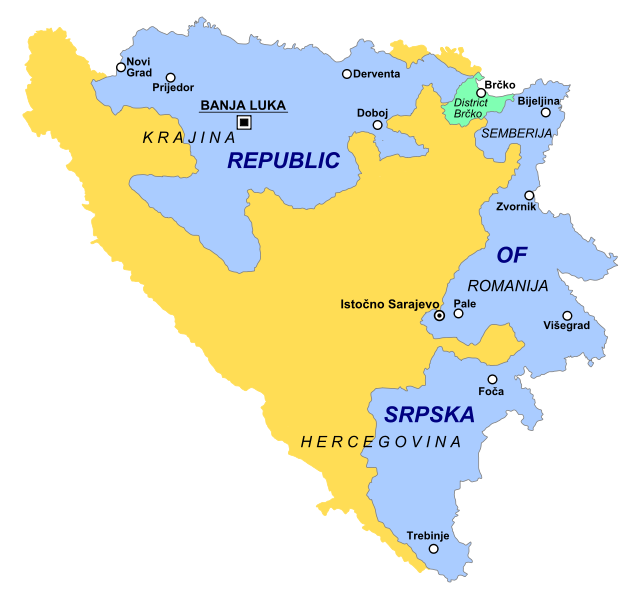 Novi
Grad
Prijedor
Derventa
Brčko
BANJA LUKA
Doboj
District
Brčko
Bijeljina
KRAJINA
SEMBERIJA
REPUBLIC
Zvornik
OF
ROMANIJA
Istočno Sarajevo
Pale
Višegrad
Foča
SRPSKA
HERCEGOVINA
Trebinje